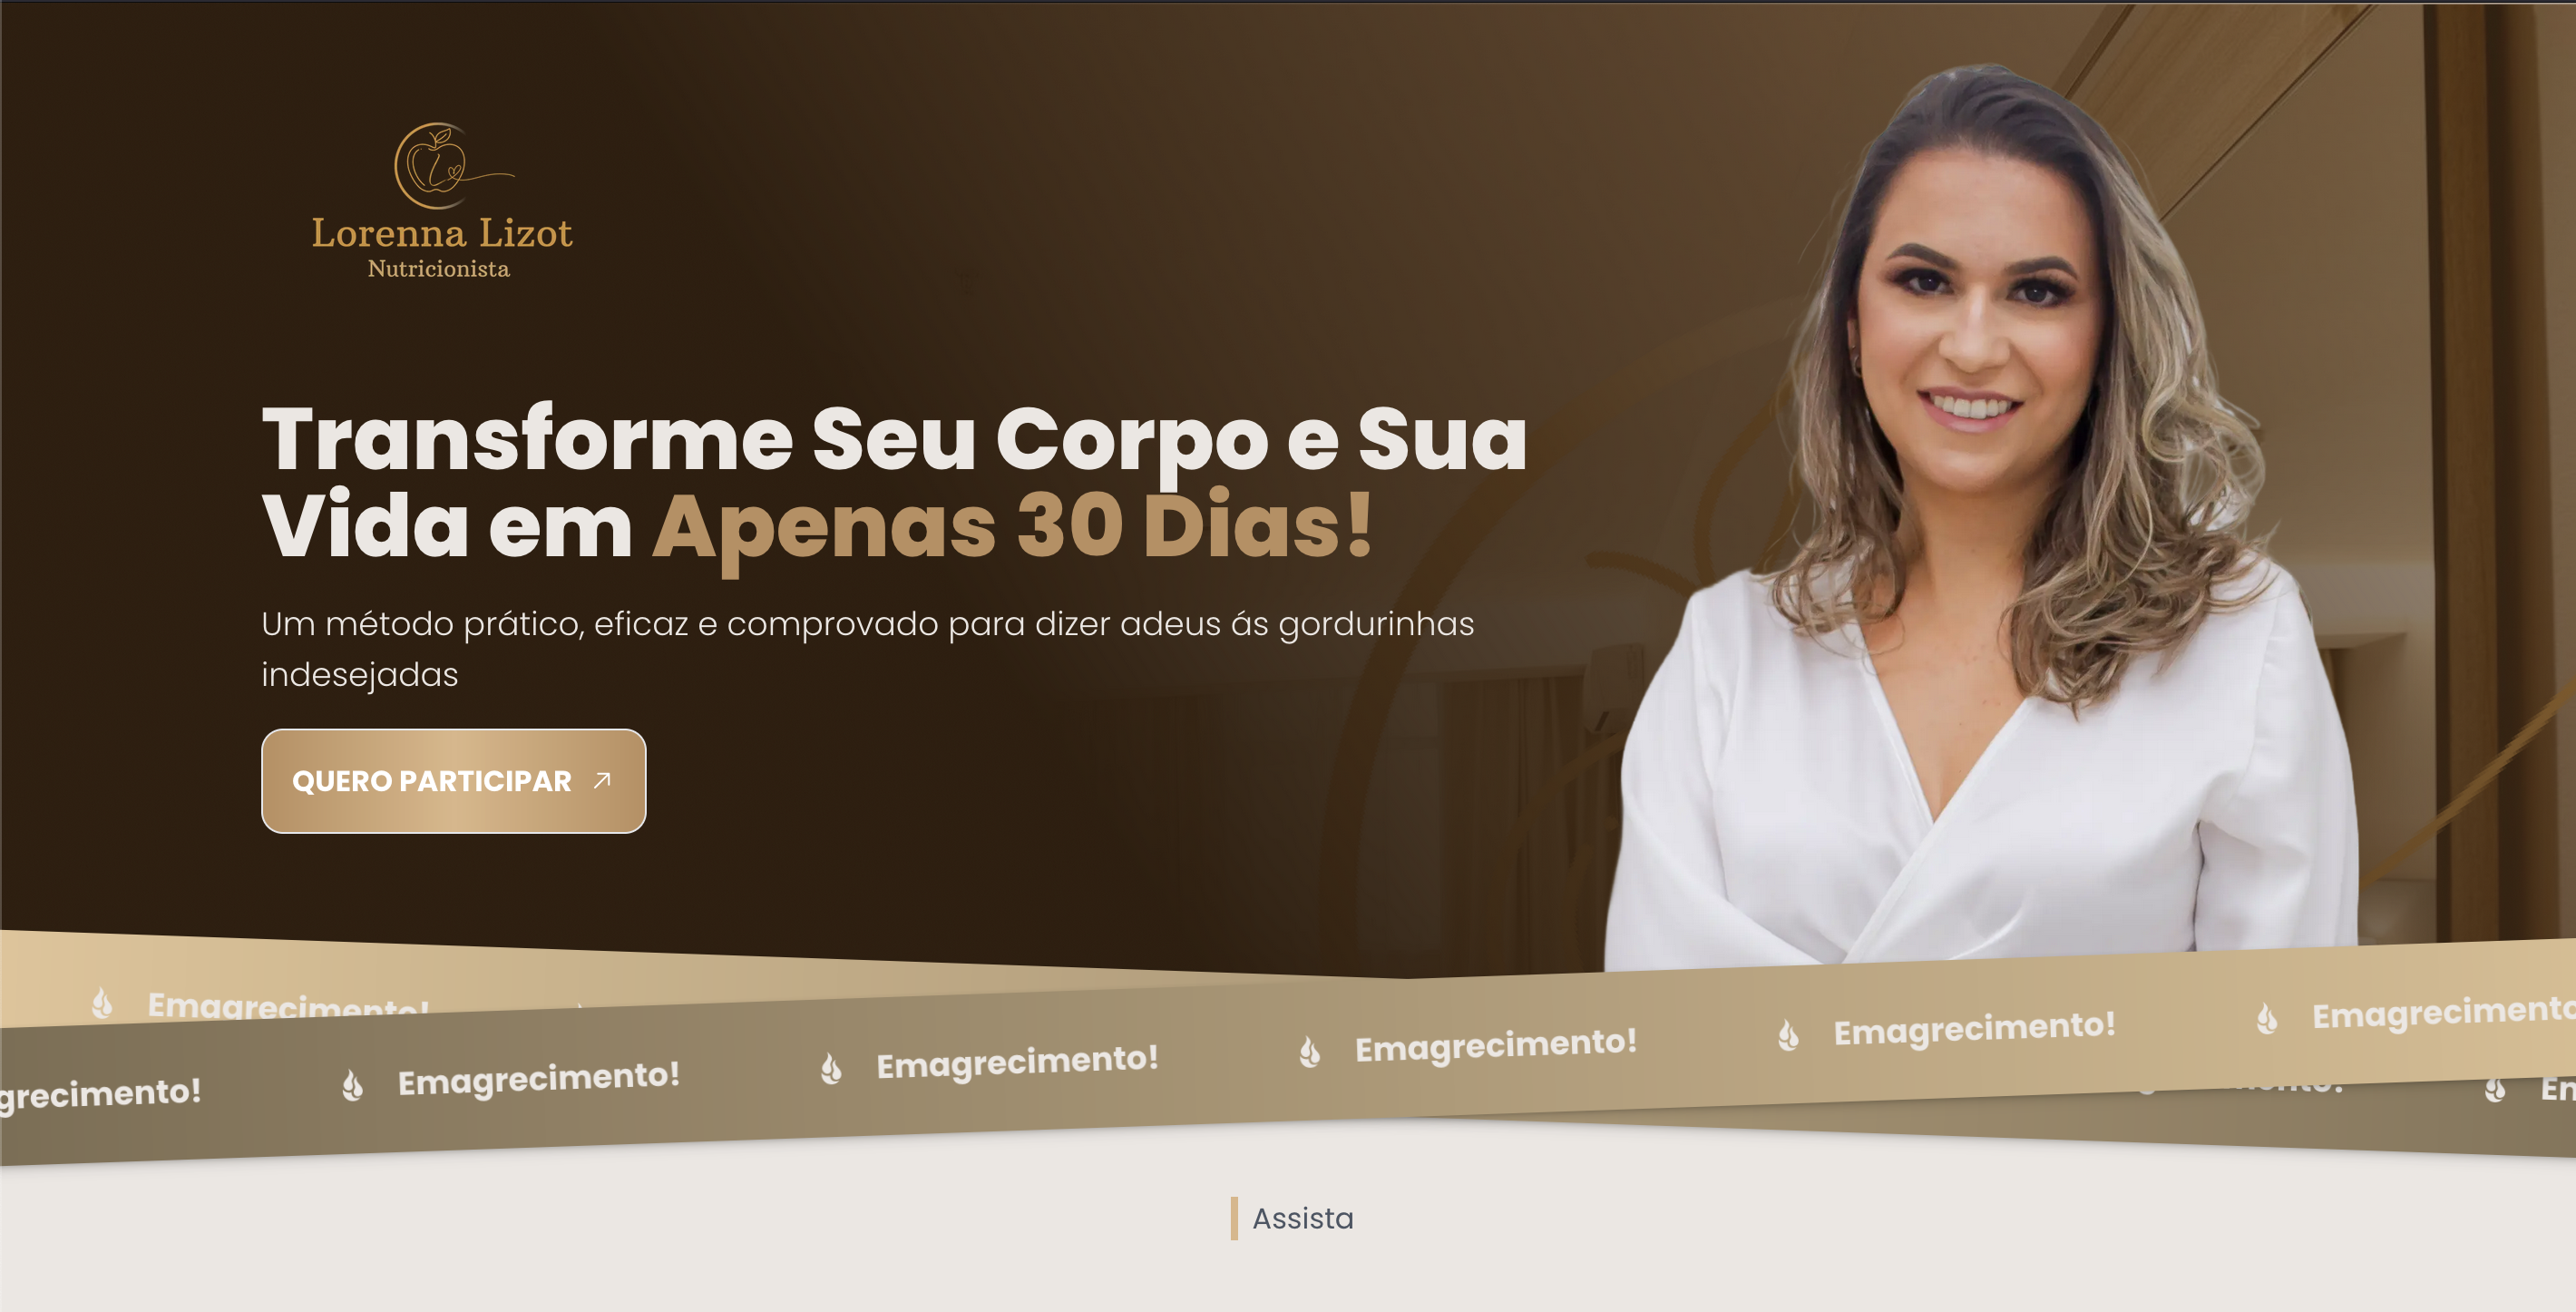 Lorenna Lizot
Nutricionista
Transforme Seu Corpo e Sua
Vida em Apenas 30 Dias!
Um método prático, eficaz e comprovado para dizer adeus ás gordurinhas
indesejadas
QUERO PARTICIPAR
Emagrecimento!
grecimento! Emagrecimento! Emagrecimento! Emagrecimento! Emagrecimento! Emagrecimento
Assista